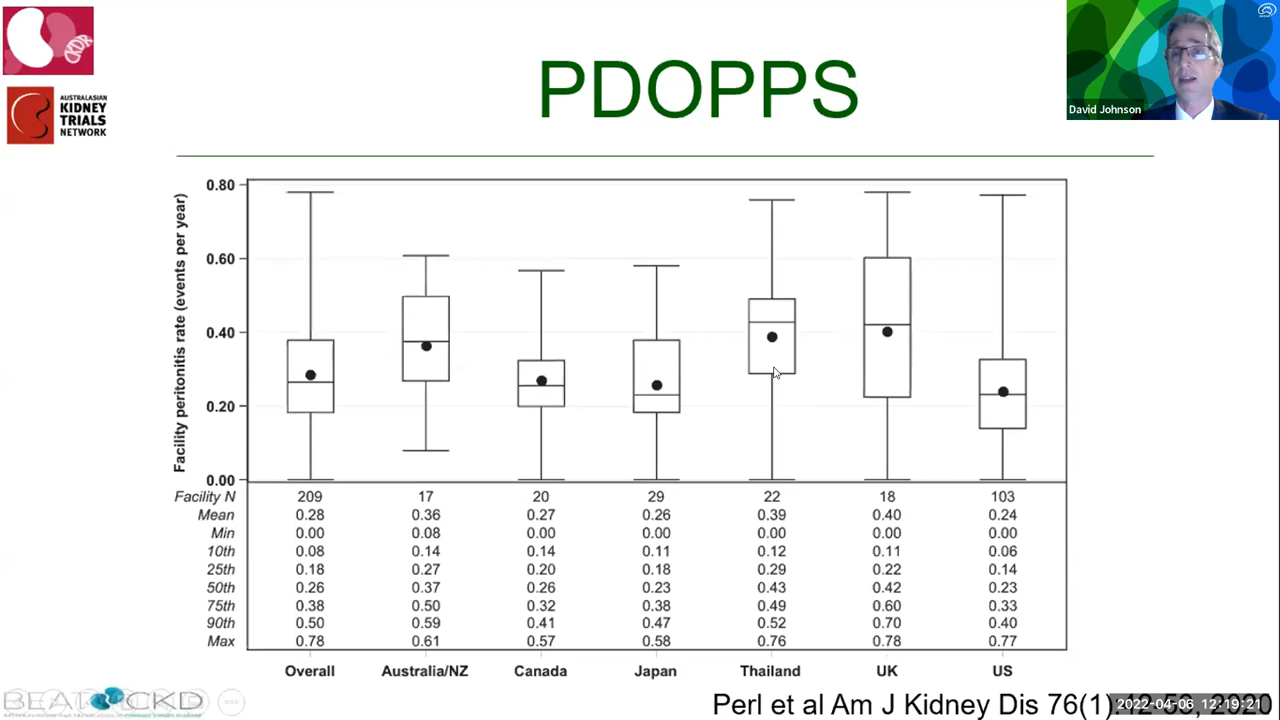 PDOPPS
CKDR
AUSTRALASIAN
KIDNEY
TRIALS
NETWORK
David Johnson
Facility peritonitis rate (events per year)
0.80
0.60
0.40
0.20
0.00
Facility N 209 17 20 29 22 18 103
Mean 0.28 0.36 0.27 0.26 0.39 0.40 0.24
Min 0.00 0.08 0.00 0.00 0.00 0.00 0.00
10th 0.08 0.14 0.14 0.11 0.12 0.11 0.06
25th 0.18 0.27 0.20 0.18 0.29 0.22 0.14
50th 0.26 0.37 0.26 0.23 0.43 0.42 0.23
75th 0.38 0.50 0.32 0.38 0.49 0.60 0.33
90th 0.50 0.59 0.41 0.47 0.52 0.70 0.40
Max 0.78 0.61 0.57 0.58 0.76 0.78 0.77
Overall Australia/NZ Canada Japan Thailand UK US
BEAT CKD
Perl et al Am J Kidney Dis 76(1): 2020
2022-04-06 12:19:21